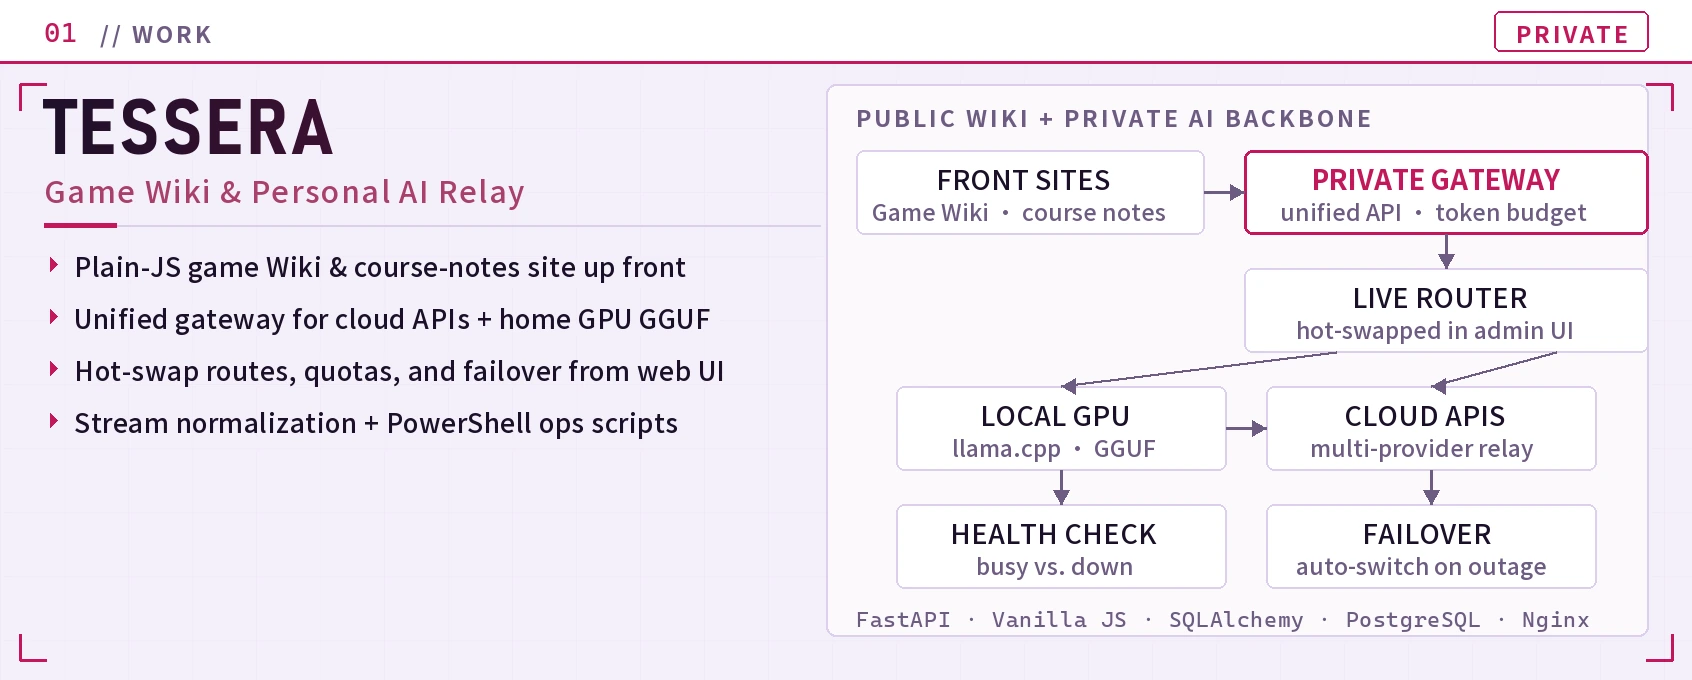 01 // WORK
PRIVATE
TESSERA
Game Wiki & Personal AI Relay
Plain-JS game Wiki & course-notes site up front
Unified gateway for cloud APIs + home GPU GGUF
Hot-swap routes, quotas, and failover from web UI
Stream normalization + PowerShell ops scripts
PUBLIC WIKI + PRIVATE AI BACKBONE
FRONT SITES
Game Wiki · course notes
PRIVATE GATEWAY
unified API · token budget
LIVE ROUTER
hot-swapped in admin UI
LOCAL GPU
llama.cpp · GGUF
CLOUD APIS
multi-provider relay
HEALTH CHECK
busy vs. down
FAILOVER
auto-switch on outage
FastAPI · Vanilla JS · SQLAlchemy · PostgreSQL · Nginx